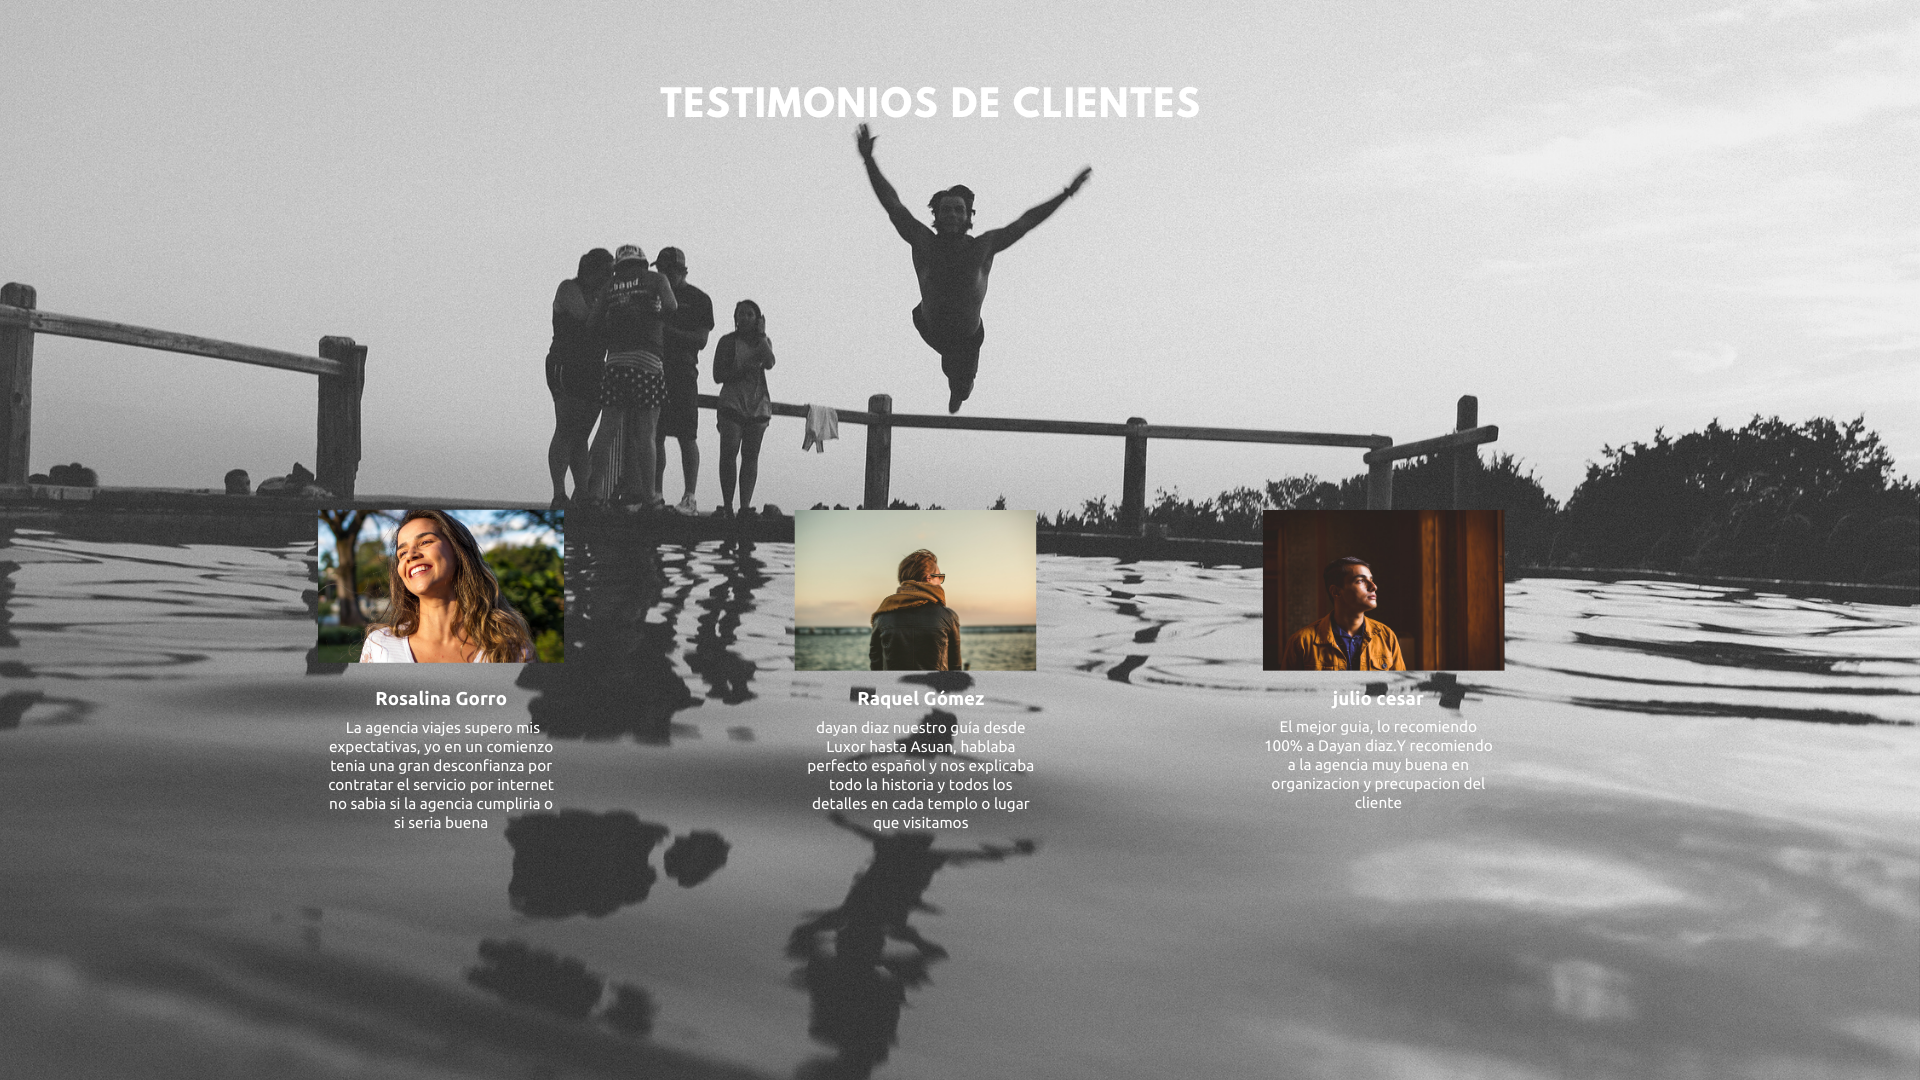 TESTIMONIOS DE CLIENTES
band.
Rosalina Gorro
La agencia viajes supero mis
expectativas, yo en un comienzo
tenia una gran desconfianza por
contratar el servicio por internet
no sabia si la agencia cumpliria o
si seria buena
Raquel Gómez
dayan diaz nuestro guía desde
Luxor hasta Asuan, hablaba
perfecto español y nos explicaba
todo la historia y todos los
detalles en cada templo o lugar
que visitamos
julio cesar
El mejor guia, lo recomiendo
100% a Dayan diaz.Y recomiendo
a la agencia muy buena en
organizacion y precupacion del
cliente